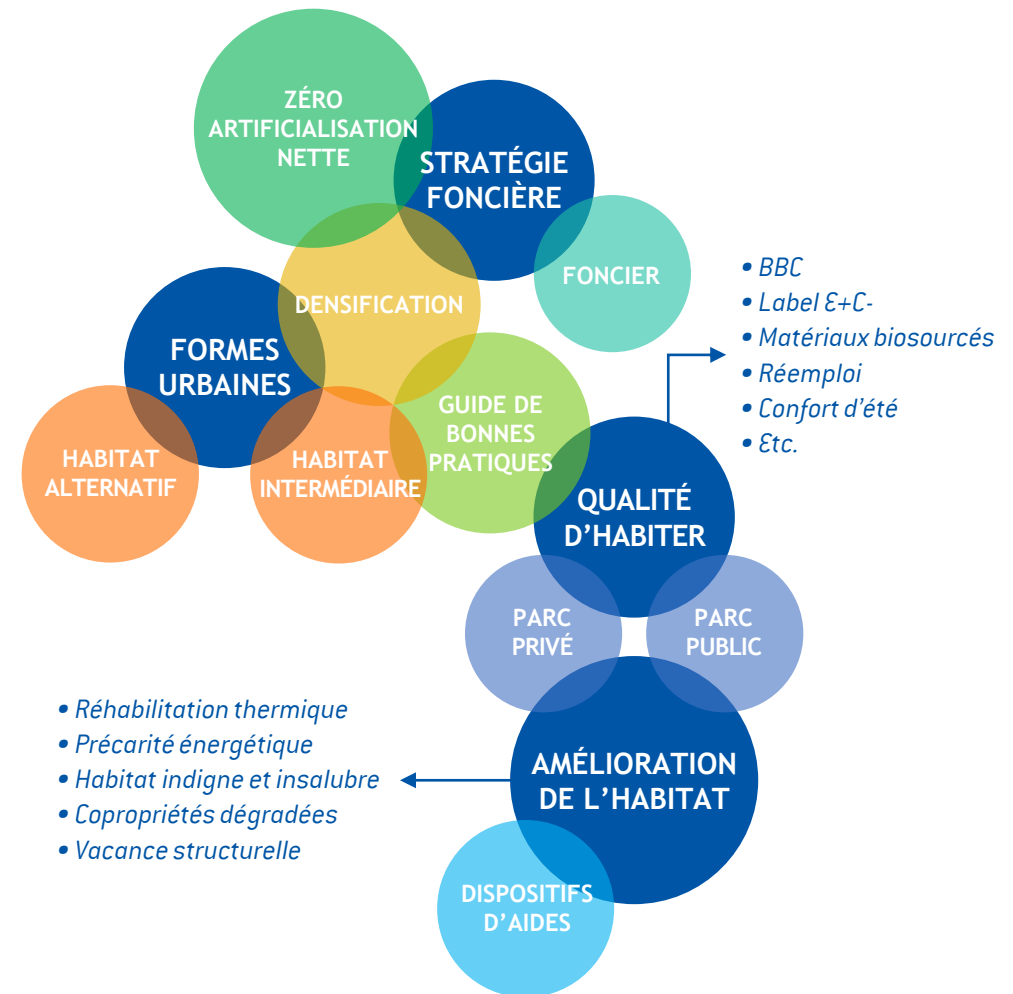 ZÉRO
ARTIFICIALISATION
NETTE
STRATÉGIE
FONCIÈRE
FONCIER
DENSIFICATION
FORMES
URBAINES
HABITAT
ALTERNATIF
HABITAT
INTERMÉDIAIRE
GUIDE DE
BONNES
PRATIQUES
• BBC
• Label E+C-
• Matériaux biosourcés
• Réemploi
• Confort d'été
• Etc.
QUALITÉ
D'HABITER
PARC
PRIVÉ
PARC
PUBLIC
• Réhabilitation thermique
• Précarité énergétique
• Habitat indigne et insalubre
• Copropriétés dégradées
• Vacance structurelle
AMÉLIORATION
DE L'HABITAT
DISPOSITIFS
D'AIDES